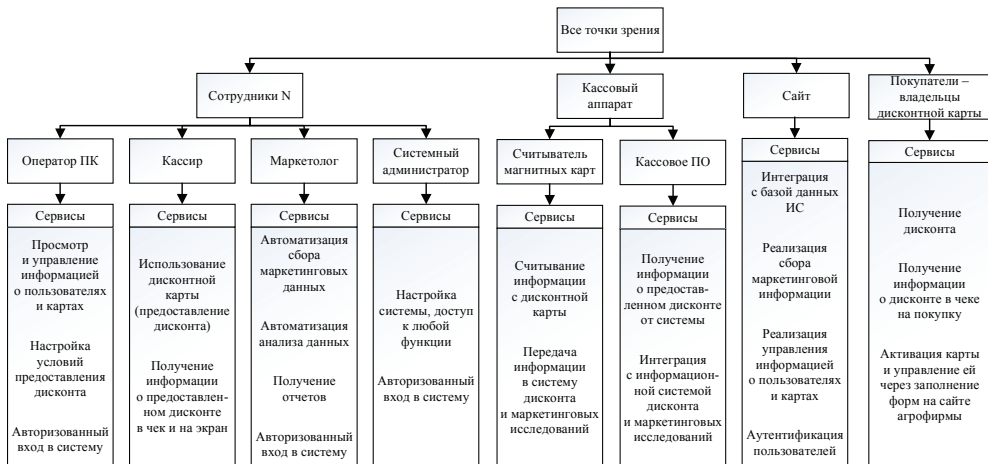 Все точки зрения
Сотрудники N
Кассовый
аппарат
Сайт
Покупатели –
владельцы
дисконтной карты
Оператор ПК
Кассир
Маркетолог
Системный
администратор
Считыватель
магнитных карт
Кассовое ПО
Сервисы
Просмотр
и управление
информацией
о пользователях
и картах
Настройка
условий
предоставления
дисконта
Авторизованный
вход в систему
Сервисы
Использование
дисконтной
карты
(предоставление
дисконта)
Получение
информации
о предоставлен-
ном дисконте
в чек и на экран
Сервисы
Автоматизация
сбора
маркетинговых
данных
Автоматизация
анализа данных
Получение
отчетов
Авторизованный
вход в систему
Сервисы
Настройка
системы, доступ
к любой
функции
Авторизованный
вход в систему
Сервисы
Считывание
информации
с дисконтной
карты
Передача
информации
в систему
дисконта
и маркетинговых
исследований
Сервисы
Получение
информации
о предостав-
ленном дисконте
от системы
Интеграция
с информацион-
ной системой
дисконта
и маркетинговых
исследований
Сервисы
Интеграция
с базой данных
ИС
Реализация
сбора
маркетинговой
информации
Реализация
управления
информацией
о пользователях
и картах
Аутентификация
пользователей
Сервисы
Получение
дисконта
Получение
информации
о дисконте в чеке
на покупку
Активация карты
и управление ей
через заполнение
форм на сайте
агрофирмы